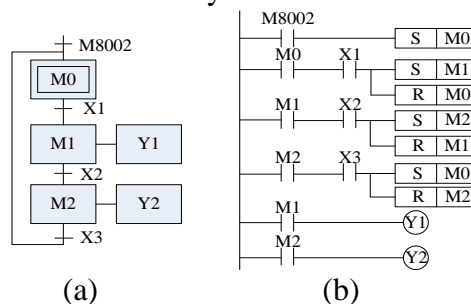 y
M8002
M0
X1
M1 Y1
X2
M2 Y2
X3
(a)
M8002
S M0
M0 X1
S M1
R M0
M1 X2
S M2
R M1
M2 X3
S M0
R M2
M1
Y1
M2
Y2
(b)